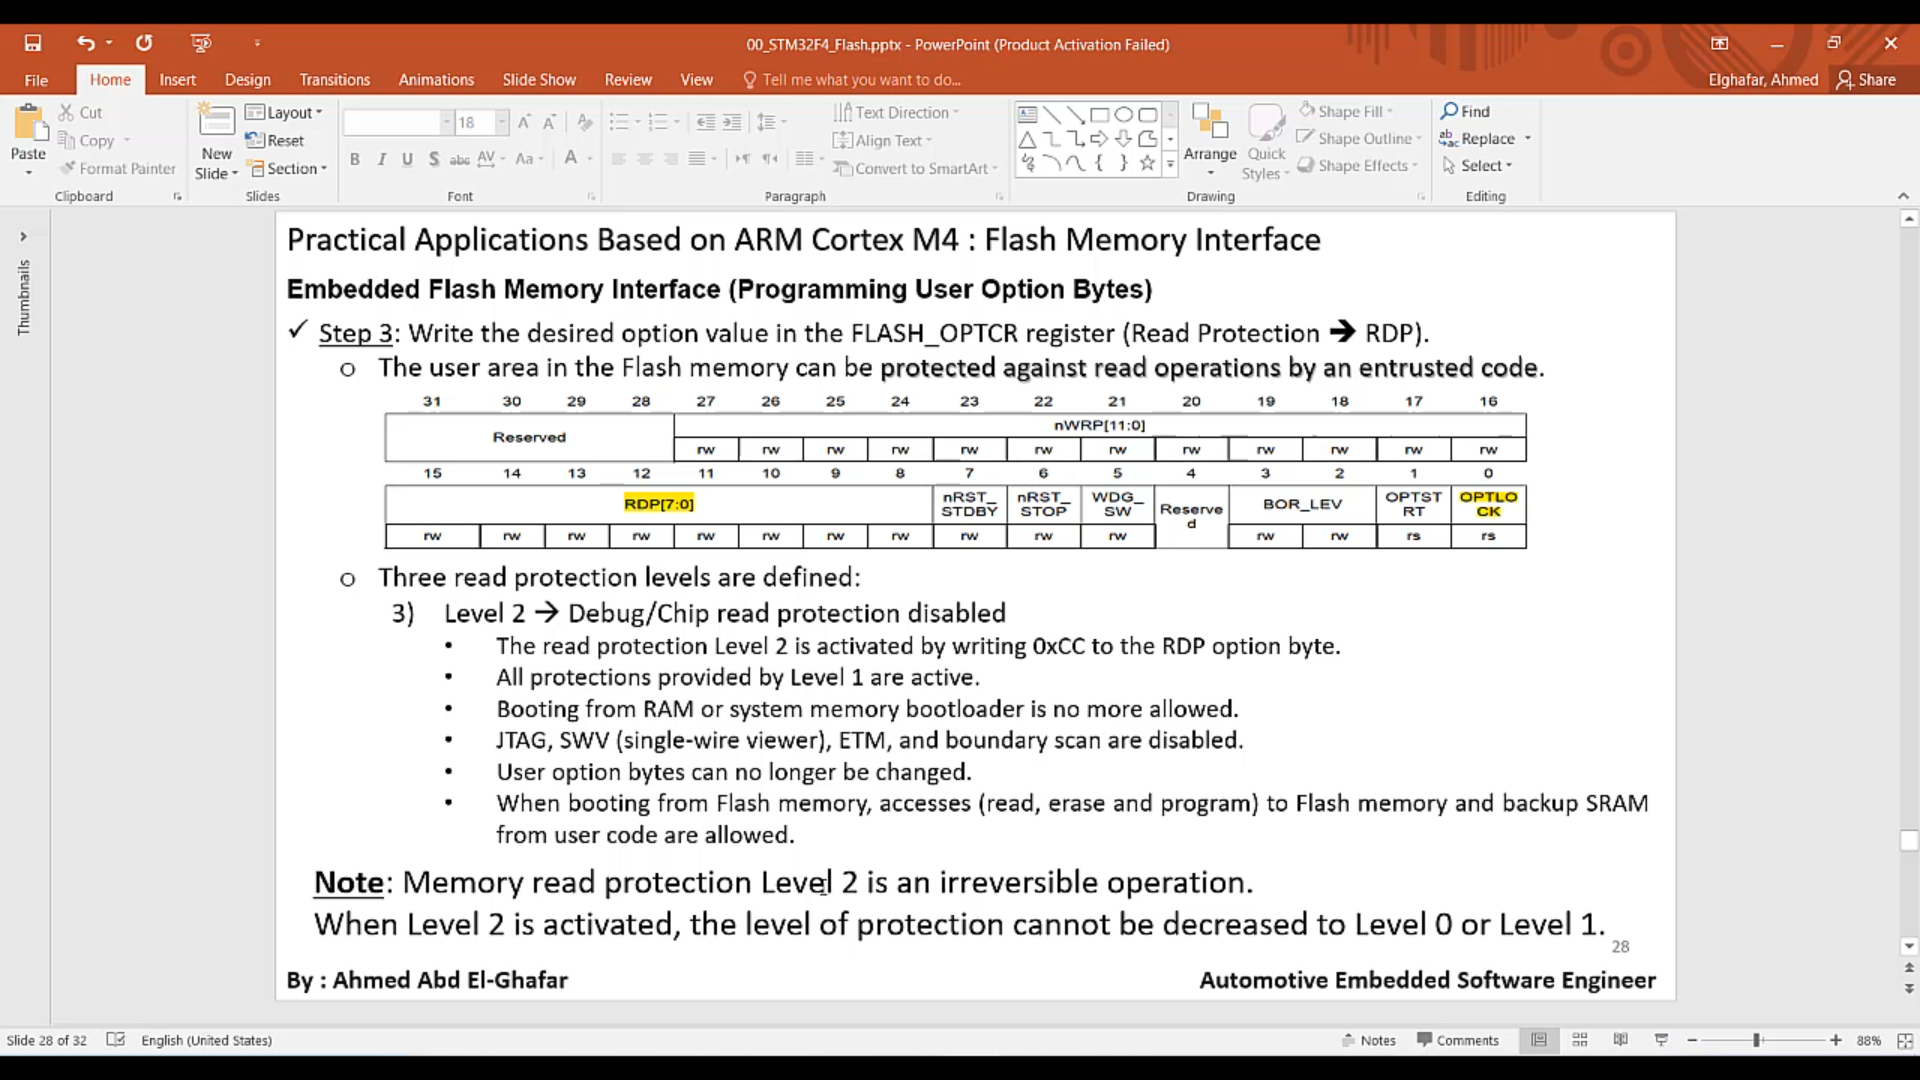 00_STM32F4_Flash.pptx - PowerPoint (Product Activation Failed)
File Home Insert Design Transitions Animations Slide Show Review View Tell me what you want to do... Elghafar, Ahmed Share
Paste
Cut
Copy
Format Painter
Clipboard
New Slide
Layout
Reset
Section
Slides
18
B I U S abc AV Aa A
Font
Text Direction
Align Text
Convert to SmartArt
Paragraph
Arrange
Quick Styles
Shape Fill
Shape Outline
Shape Effects
Drawing
Find
Replace
Select
Editing
Thumbnails
Practical Applications Based on ARM Cortex M4 : Flash Memory Interface
Embedded Flash Memory Interface (Programming User Option Bytes)
✓ Step 3: Write the desired option value in the FLASH_OPTCR register (Read Protection → RDP).
o The user area in the Flash memory can be protected against read operations by an entrusted code.
31 30 29 28 27 26 25 24 23 22 21 20 19 18 17 16
Reserved nWRP[11:0]
rw rw rw rw rw rw rw rw rw rw rw rw
15 14 13 12 11 10 9 8 7 6 5 4 3 2 1 0
RDP[7:0] nRST_STDBY nRST_STOP WDG_SW Reserved BOR_LEV OPTSTRT OPTLOCK
rw rw rw rw rw rw rw rw rw rw rw rw rw rs rs
o Three read protection levels are defined:
3) Level 2 → Debug/Chip read protection disabled
• The read protection Level 2 is activated by writing 0xCC to the RDP option byte.
• All protections provided by Level 1 are active.
• Booting from RAM or system memory bootloader is no more allowed.
• JTAG, SWV (single-wire viewer), ETM, and boundary scan are disabled.
• User option bytes can no longer be changed.
• When booting from Flash memory, accesses (read, erase and program) to Flash memory and backup SRAM
from user code are allowed.
Note: Memory read protection Level 2 is an irreversible operation.
When Level 2 is activated, the level of protection cannot be decreased to Level 0 or Level 1.
28
By : Ahmed Abd El-Ghafar Automotive Embedded Software Engineer
Slide 28 of 32 English (United States) Notes Comments 88%